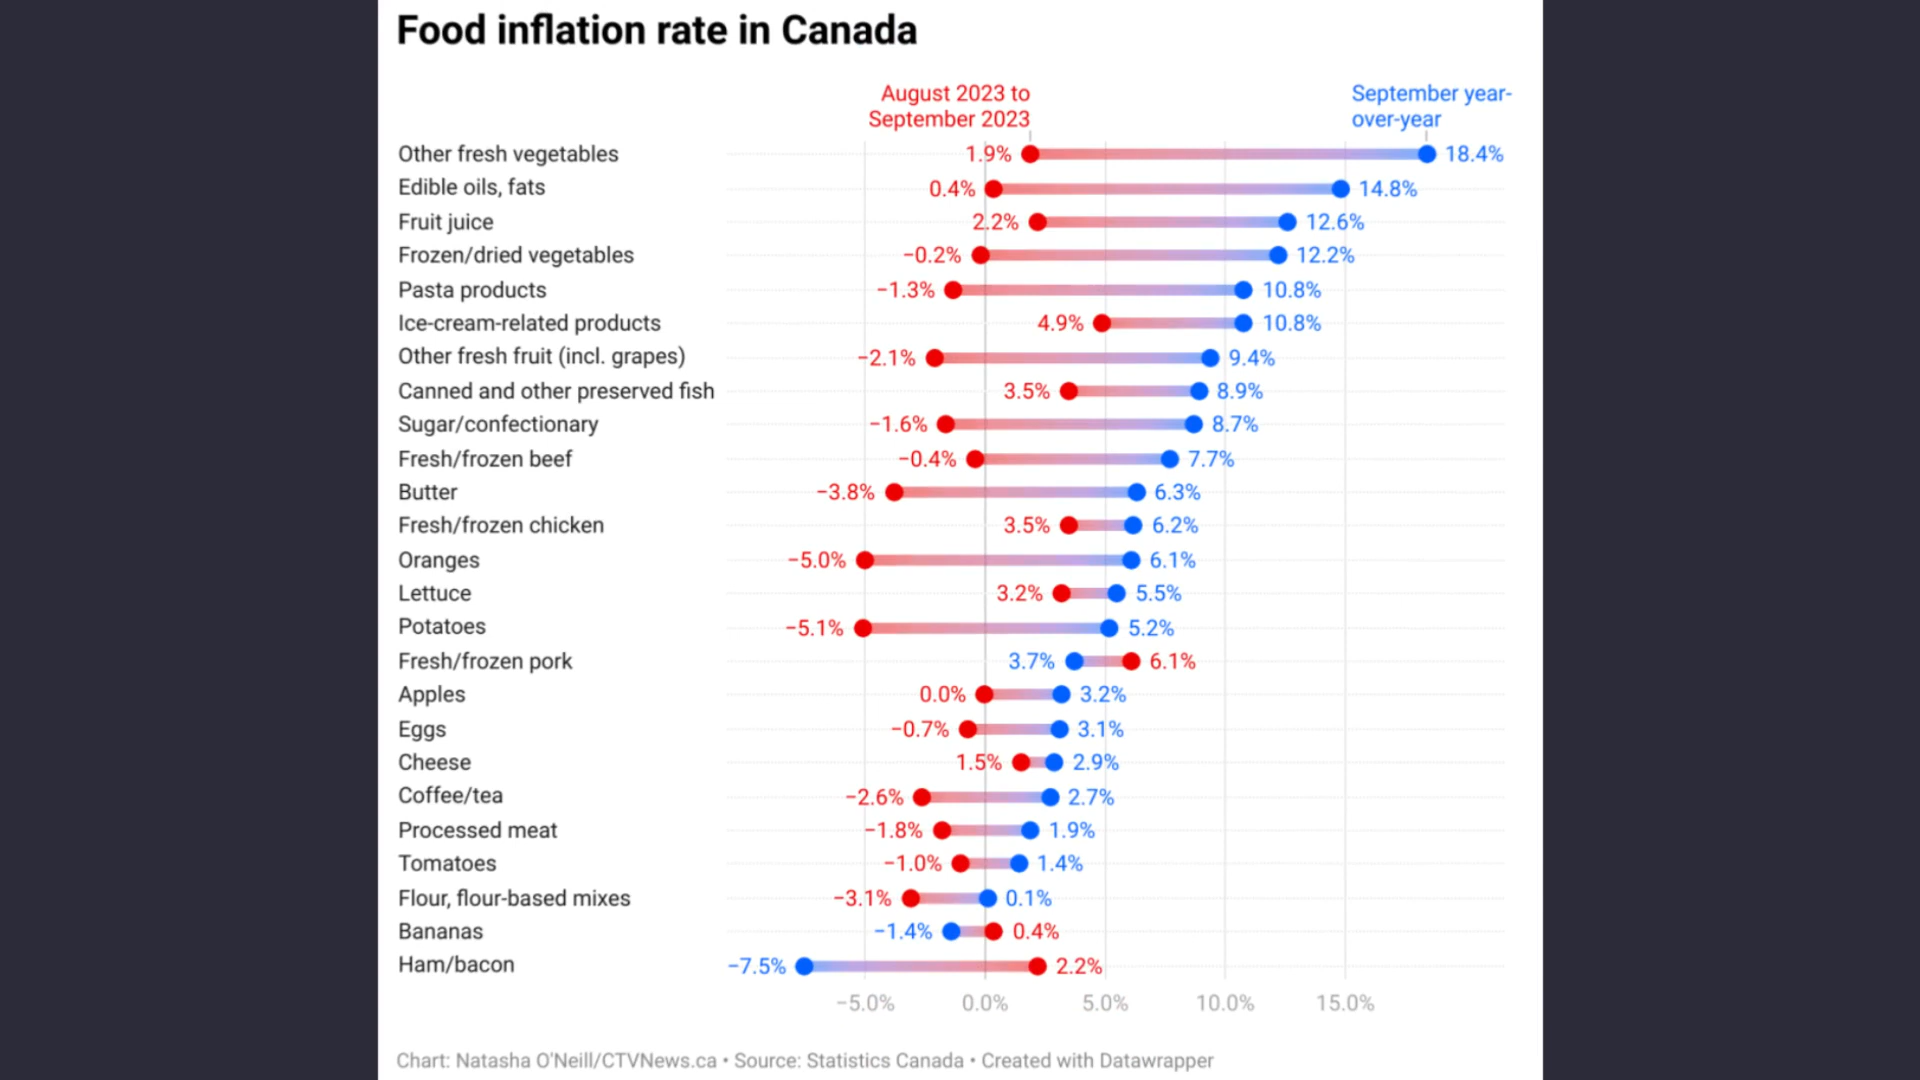 Food inflation rate in Canada
August 2023 to
September 2023
September year-
over-year
Other fresh vegetables 1.9% 18.4%
Edible oils, fats 0.4% 14.8%
Fruit juice 2.2% 12.6%
Frozen/dried vegetables −0.2% 12.2%
Pasta products −1.3% 10.8%
Ice-cream-related products 4.9% 10.8%
Other fresh fruit (incl. grapes) −2.1% 9.4%
Canned and other preserved fish 3.5% 8.9%
Sugar/confectionary −1.6% 8.7%
Fresh/frozen beef −0.4% 7.7%
Butter −3.8% 6.3%
Fresh/frozen chicken 3.5% 6.2%
Oranges −5.0% 6.1%
Lettuce 3.2% 5.5%
Potatoes −5.1% 5.2%
Fresh/frozen pork 3.7% 6.1%
Apples 0.0% 3.2%
Eggs −0.7% 3.1%
Cheese 1.5% 2.9%
Coffee/tea −2.6% 2.7%
Processed meat −1.8% 1.9%
Tomatoes −1.0% 1.4%
Flour, flour-based mixes −3.1% 0.1%
Bananas −1.4% 0.4%
Ham/bacon −7.5% 2.2%
−5.0% 0.0% 5.0% 10.0% 15.0%
Chart: Natasha O'Neill/CTVNews.ca • Source: Statistics Canada • Created with Datawrapper